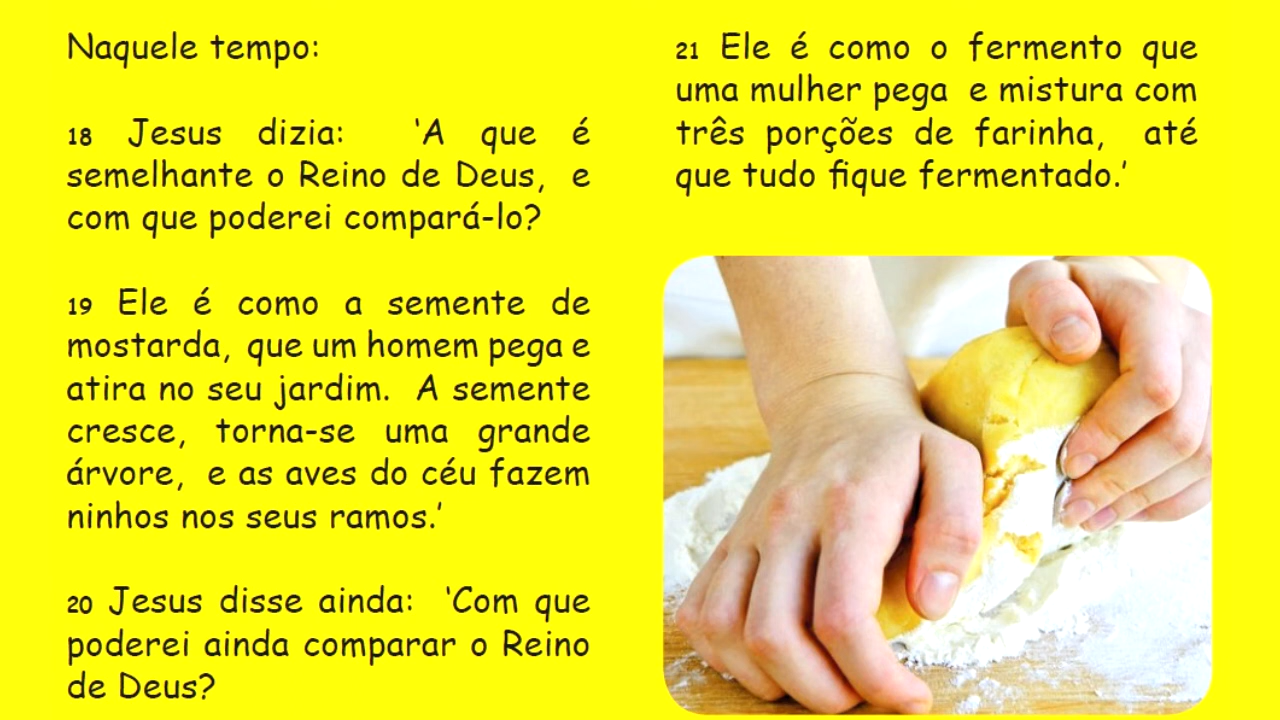 Naquele tempo:
18 Jesus dizia: ‘A que é
semelhante o Reino de Deus, e
com que poderei compará-lo?
19 Ele é como a semente de
mostarda, que um homem pega e
atira no seu jardim. A semente
cresce, torna-se uma grande
árvore, e as aves do céu fazem
ninhos nos seus ramos.’
20 Jesus disse ainda: ‘Com que
poderei ainda comparar o Reino
de Deus?
21 Ele é como o fermento que
uma mulher pega e mistura com
três porções de farinha, até
que tudo fique fermentado.’